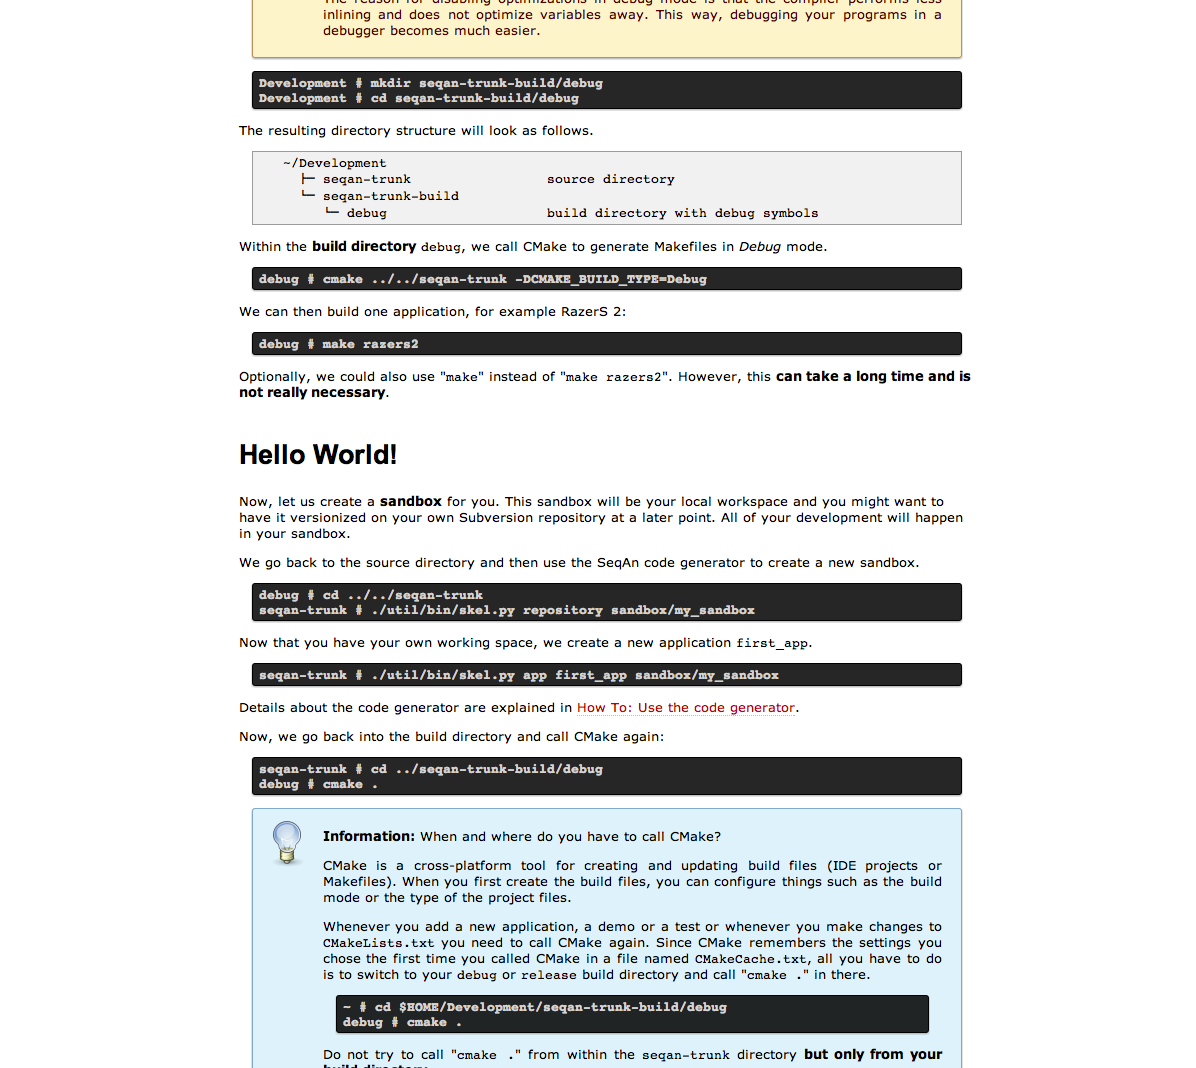 The reason for disabling optimizations in debug mode is that the compiler performs less
inlining and does not optimize variables away. This way, debugging your programs in a
debugger becomes much easier.
Development # mkdir seqan-trunk-build/debug
Development # cd seqan-trunk-build/debug
The resulting directory structure will look as follows.
~/Development
├─ seqan-trunk source directory
└─ seqan-trunk-build
└─ debug build directory with debug symbols
Within the build directory debug, we call CMake to generate Makefiles in Debug mode.
debug # cmake ../../seqan-trunk -DCMAKE_BUILD_TYPE=Debug
We can then build one application, for example RazerS 2:
debug # make razers2
Optionally, we could also use "make" instead of "make razers2". However, this can take a long time and is
not really necessary.
Hello World!
Now, let us create a sandbox for you. This sandbox will be your local workspace and you might want to
have it versionized on your own Subversion repository at a later point. All of your development will happen
in your sandbox.
We go back to the source directory and then use the SeqAn code generator to create a new sandbox.
debug # cd ../../seqan-trunk
seqan-trunk # ./util/bin/skel.py repository sandbox/my_sandbox
Now that you have your own working space, we create a new application first_app.
seqan-trunk # ./util/bin/skel.py app first_app sandbox/my_sandbox
Details about the code generator are explained in How To: Use the code generator.
Now, we go back into the build directory and call CMake again:
seqan-trunk # cd ../seqan-trunk-build/debug
debug # cmake .
Information: When and where do you have to call CMake?
CMake is a cross-platform tool for creating and updating build files (IDE projects or
Makefiles). When you first create the build files, you can configure things such as the build
mode or the type of the project files.
Whenever you add a new application, a demo or a test or whenever you make changes to
CMakeLists.txt you need to call CMake again. Since CMake remembers the settings you
chose the first time you called CMake in a file named CMakeCache.txt, all you have to do
is to switch to your debug or release build directory and call "cmake ." in there.
~ # cd $HOME/Development/seqan-trunk-build/debug
debug # cmake .
Do not try to call "cmake ." from within the seqan-trunk directory but only from your
build directory.